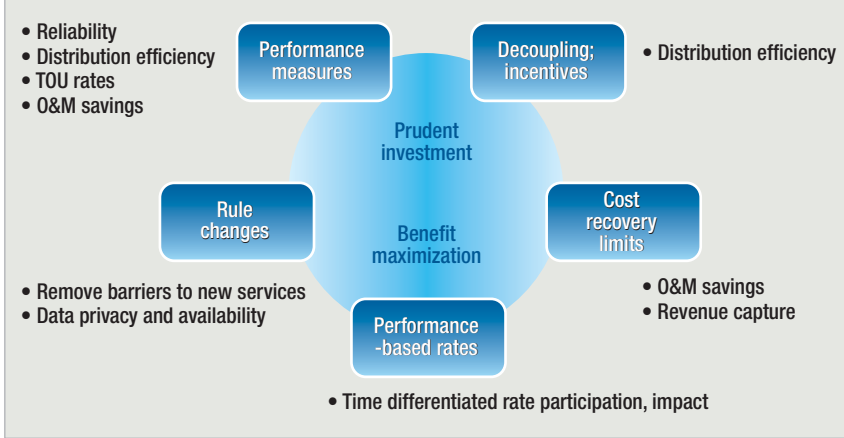 • Reliability
• Distribution efficiency
• TOU rates
• O&M savings
Performance
measures
Decoupling;
incentives
• Distribution efficiency
Prudent
investment
Rule
changes
Cost
recovery
limits
Benefit
maximization
• Remove barriers to new services
• Data privacy and availability
• O&M savings
• Revenue capture
Performance
-based rates
• Time differentiated rate participation, impact